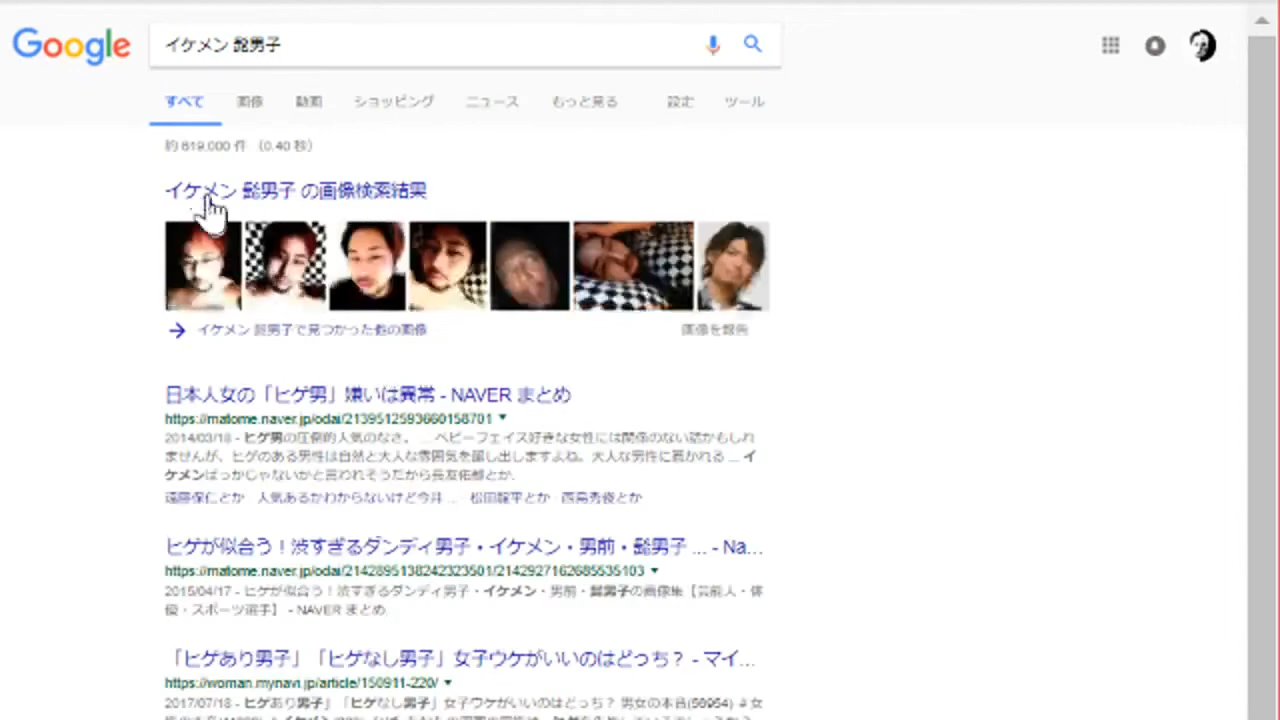 Google
イケメン 髭男子
すべて 画像 動画 ショッピング ニュース もっと見る 設定 ツール
約 619,000 件 (0.40 秒)
イケメン 髭男子 の画像検索結果
イケメン 髭男子で見つかった他の画像 画像を報告
日本人女の「ヒゲ男」嫌いは異常 - NAVER まとめ
https://matome.naver.jp/odai/2139512593660158701
2014/03/18 - ヒゲ男の圧倒的人気のなさ。 ... ベビーフェイス好きな女性には関係のない話かもしれ
ませんが、ヒゲのある男性は自然と大人な雰囲気を醸し出しますよね。大人な男性に惹かれる ... イ
ケメンばっかじゃないかと言われそうだから長友佑都とか.
遠藤保仁とか 人気あるかわからないけど今井 ... 松田龍平とか 西島秀俊とか
ヒゲが似合う!渋すぎるダンディ男子・イケメン・男前・髭男子 ... - Na...
https://matome.naver.jp/odai/2142895138242323501/2142927162685535103
2015/04/17 - ヒゲが似合う!渋すぎるダンディ男子・イケメン・男前・髭男子の画像集【芸能人・俳
優・スポーツ選手】 - NAVER まとめ
「ヒゲあり男子」「ヒゲなし男子」女子ウケがいいのはどっち? - マイ...
https://woman.mynavi.jp/article/150911-220/
2017/07/18 - ヒゲあり男子」「ヒゲなし男子」女子ウケがいいのはどっち? 男女の本音(56954) #女